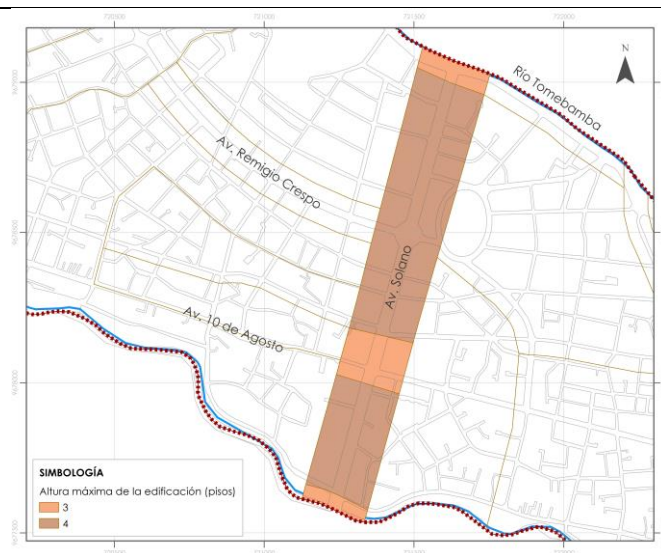 N
Río Tomebamba
Av. Remigio Crespo
Av. Solano
Av. 10 de Agosto
SIMBOLOGÍA
Altura máxima de la edificación (pisos)
3
4